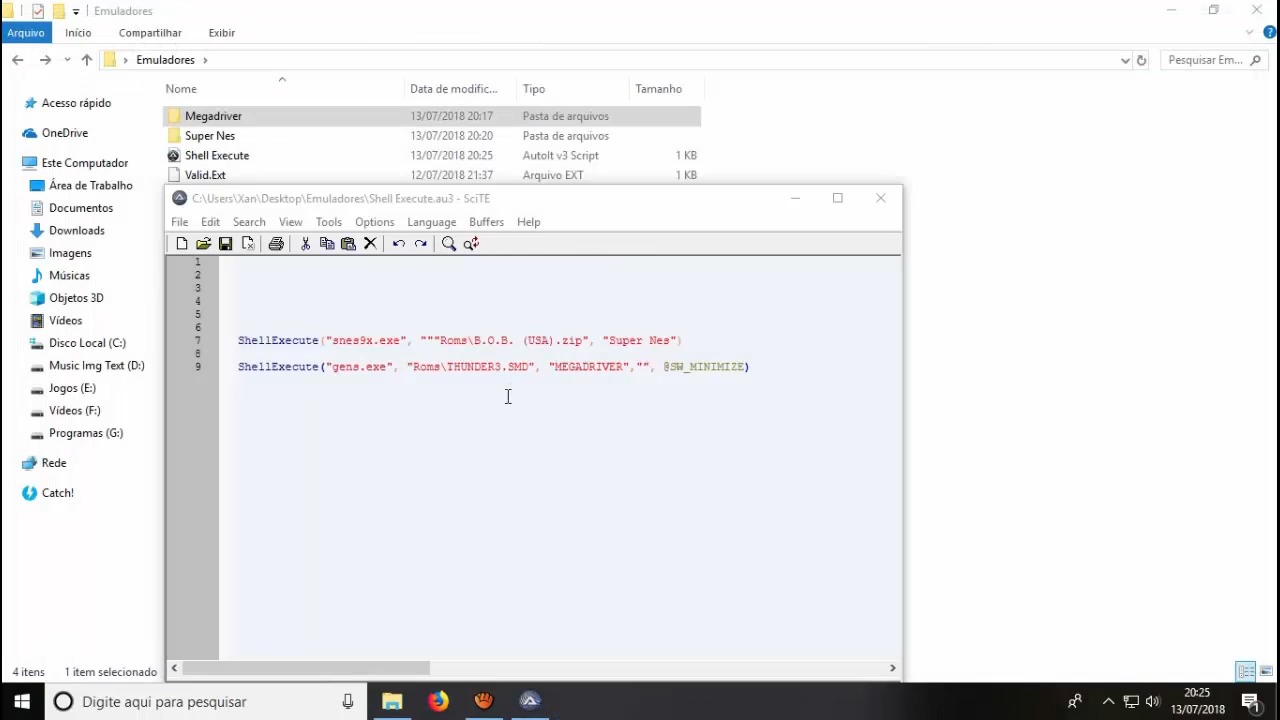 Emuladores
Arquivo Início Compartilhar Exibir
Emuladores
Pesquisar Em...
Nome Data de modific... Tipo Tamanho
Megadriver 13/07/2018 20:17 Pasta de arquivos
Super Nes 13/07/2018 20:20 Pasta de arquivos
Shell Execute 13/07/2018 20:25 AutoIt v3 Script 1 KB
Valid.Ext 12/07/2018 21:37 Arquivo EXT 1 KB
Acesso rápido
OneDrive
Este Computador
Área de Trabalho
Documentos
Downloads
Imagens
Músicas
Objetos 3D
Vídeos
Disco Local (C:)
Music Img Text (D:)
Jogos (E:)
Vídeos (F:)
Programas (G:)
Rede
Catch!
C:\Users\Xan\Desktop\Emuladores\Shell Execute.au3 - SciTE
File Edit Search View Tools Options Language Buffers Help
1
2
3
4
5
6
7 ShellExecute("snes9x.exe", """Roms\B.O.B. (USA).zip", "Super Nes")
8
9 ShellExecute("gens.exe", "Roms\THUNDER3.SMD", "MEGADRIVER","", @SW_MINIMIZE)
4 itens 1 item selecionado
Digite aqui para pesquisar
20:25
13/07/2018
1